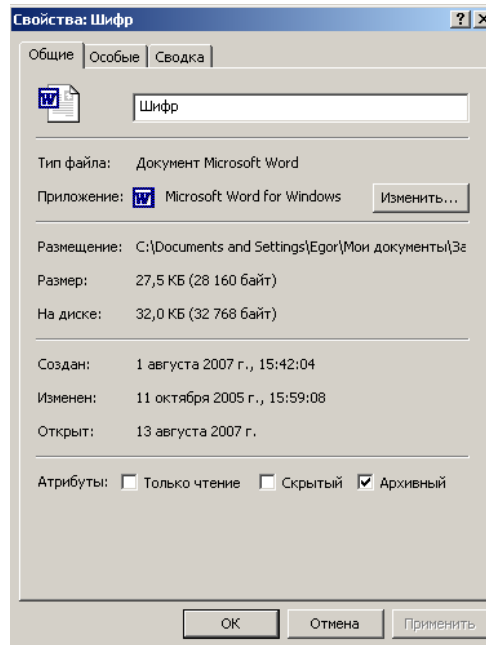 Свойства: Шифр
Общие Особые Сводка
Шифр
Тип файла: Документ Microsoft Word
Приложение: Microsoft Word for Windows Изменить...
Размещение: C:\Documents and Settings\Egor\Мои документы\За
Размер: 27,5 КБ (28 160 байт)
На диске: 32,0 КБ (32 768 байт)
Создан: 1 августа 2007 г., 15:42:04
Изменен: 11 октября 2005 г., 15:59:08
Открыт: 13 августа 2007 г.
Атрибуты: Только чтение Скрытый Архивный
ОК Отмена Применить